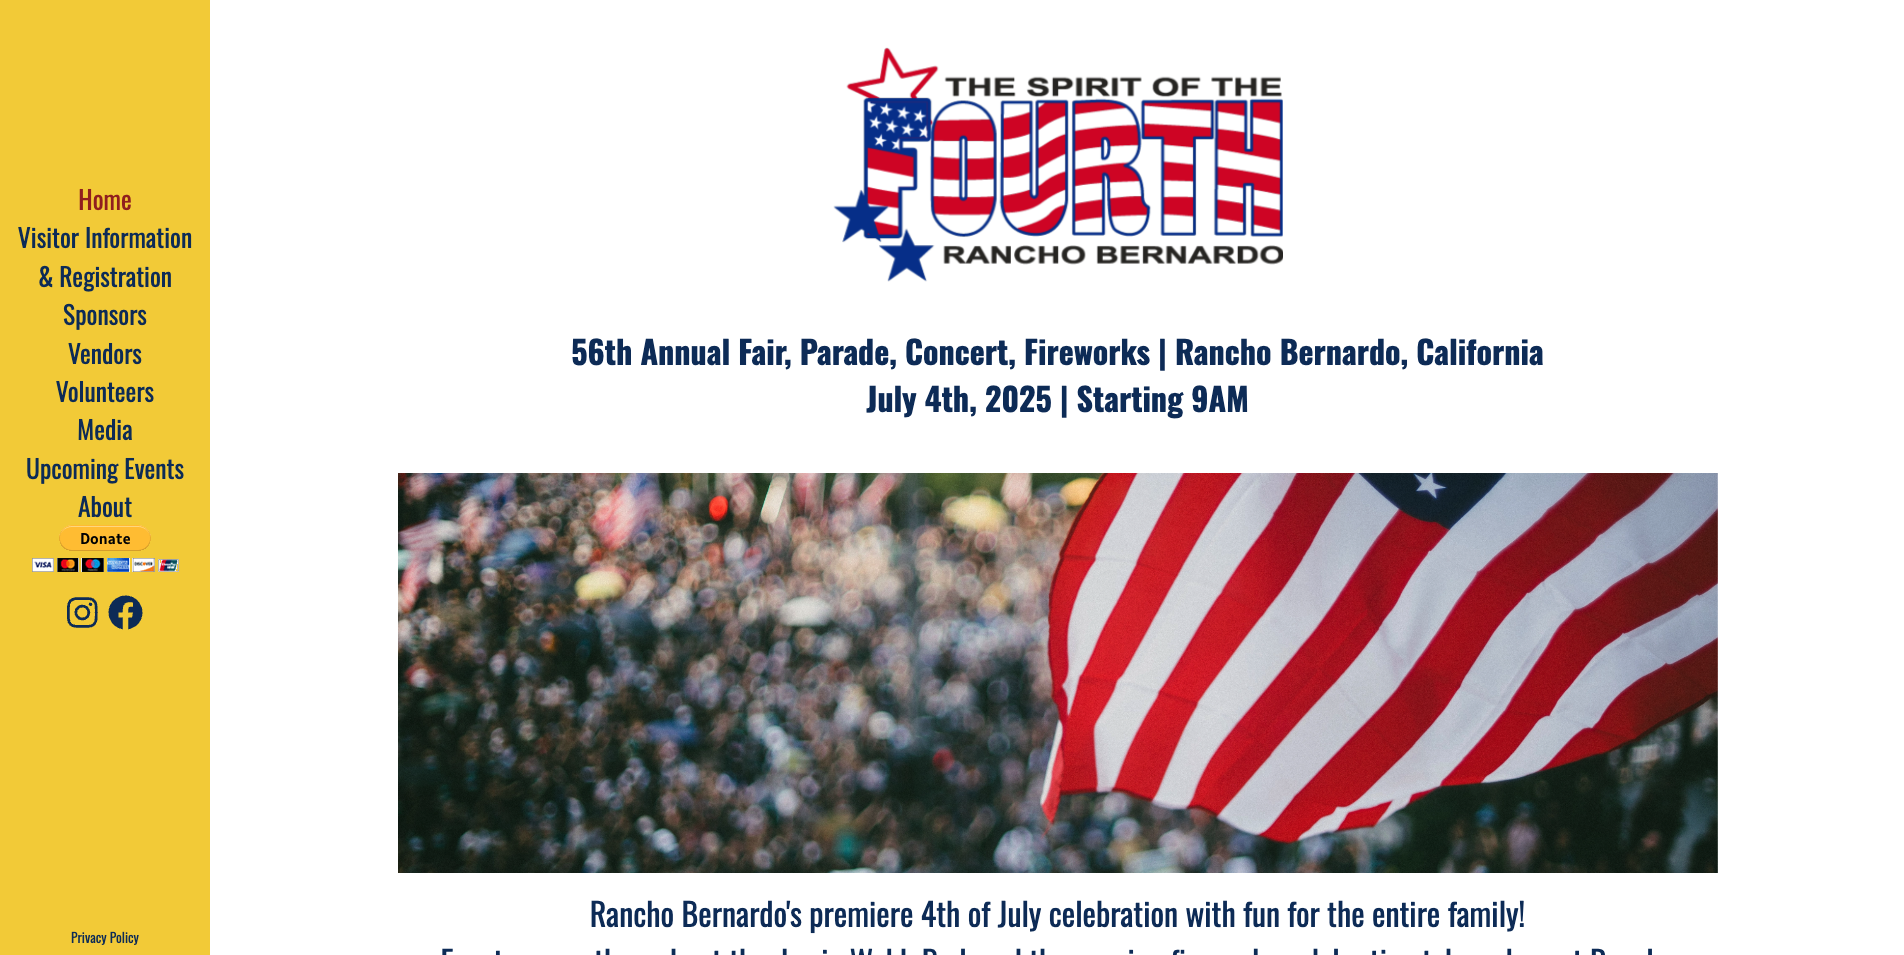 Home
Visitor Information
& Registration
Sponsors
Vendors
Volunteers
Media
Upcoming Events
About
Donate
VISA
DISCOVER
Privacy Policy
THE SPIRIT OF THE
FOURTH
RANCHO BERNARDO
56th Annual Fair, Parade, Concert, Fireworks | Rancho Bernardo, California
July 4th, 2025 | Starting 9AM
Rancho Bernardo's premiere 4th of July celebration with fun for the entire family!